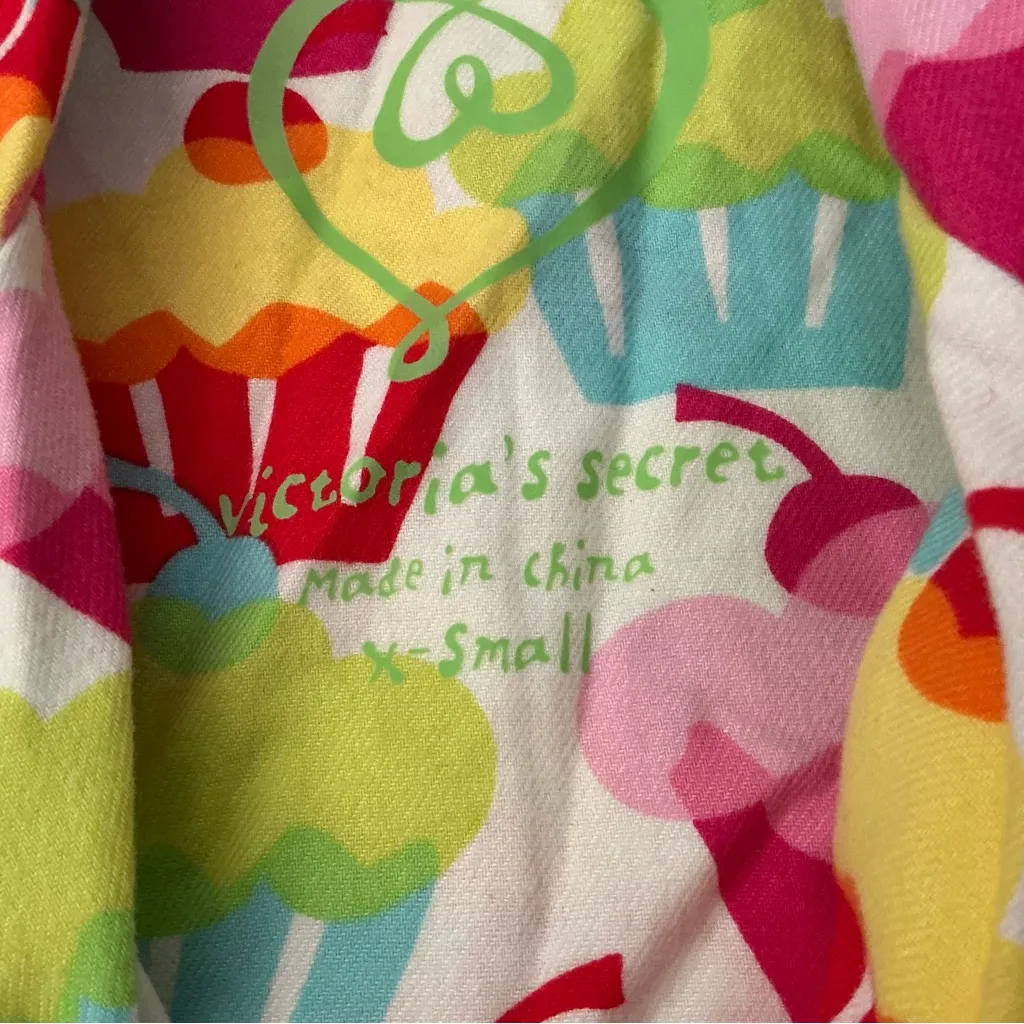 victoria's secret
Made in china
x-Small